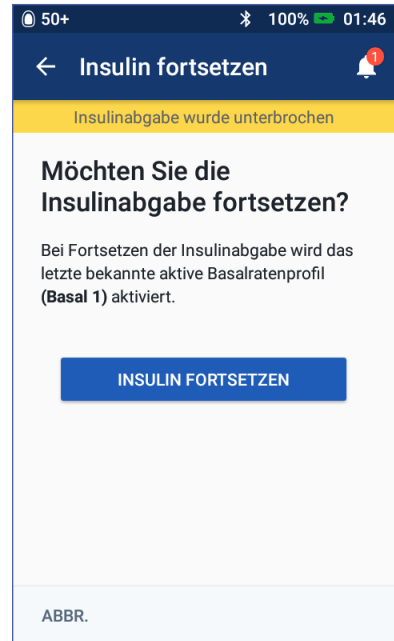 50+ 100% 01:46
Insulin fortsetzen 1
Insulinabgabe wurde unterbrochen
Möchten Sie die
Insulinabgabe fortsetzen?
Bei Fortsetzen der Insulinabgabe wird das
letzte bekannte aktive Basalratenprofil
(Basal 1) aktiviert.
INSULIN FORTSETZEN
ABBR.